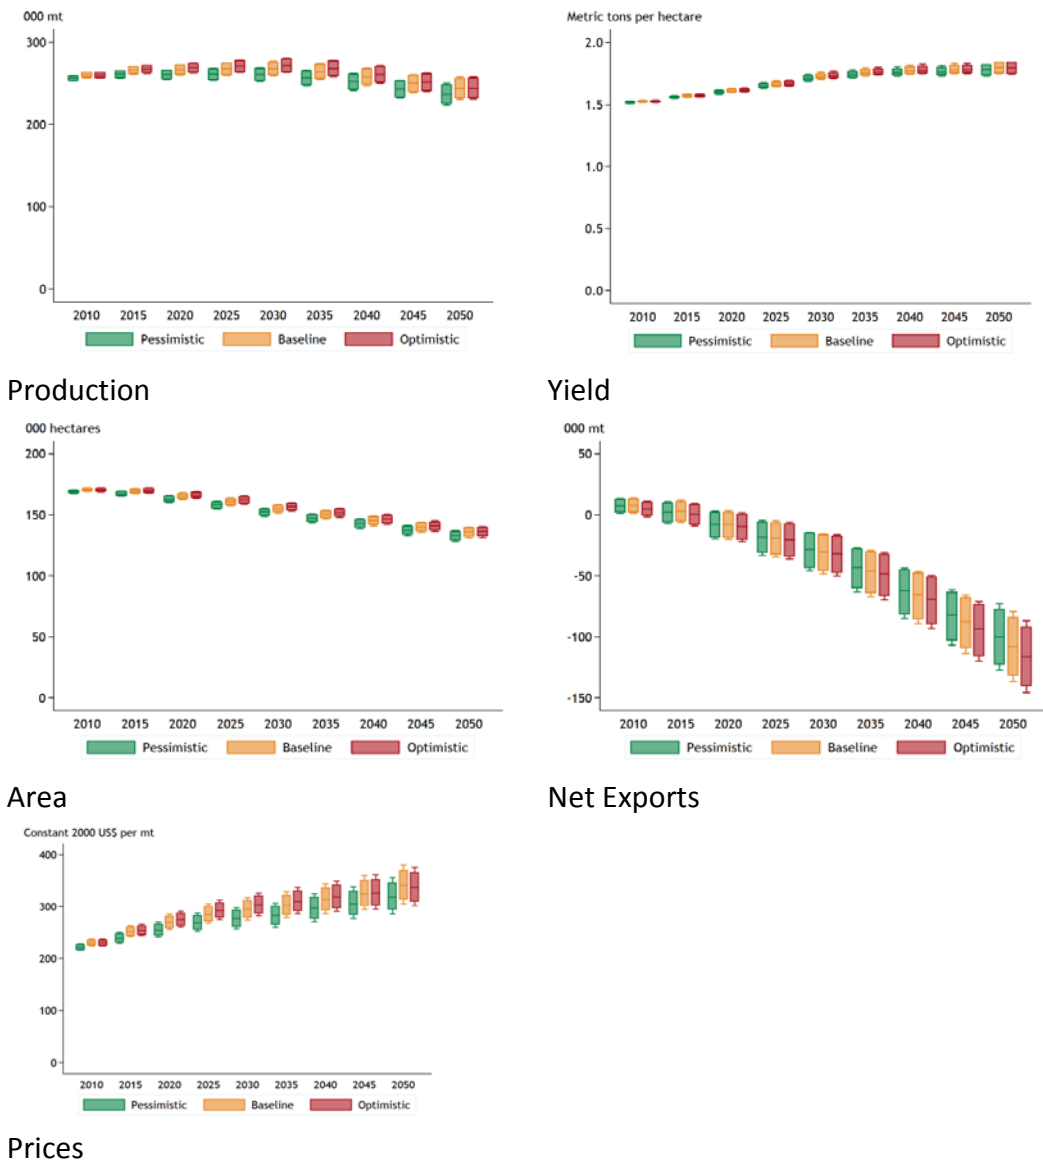 000 mt
300
200
100
0
2010 2015 2020 2025 2030 2035 2040 2045 2050
Pessimistic Baseline Optimistic
Production
Metric tons per hectare
2.0
1.5
1.0
0.5
0.0
2010 2015 2020 2025 2030 2035 2040 2045 2050
Pessimistic Baseline Optimistic
Yield
000 hectares
200
150
100
50
0
2010 2015 2020 2025 2030 2035 2040 2045 2050
Pessimistic Baseline Optimistic
Area
000 mt
50
0
-50
-100
-150
2010 2015 2020 2025 2030 2035 2040 2045 2050
Pessimistic Baseline Optimistic
Net Exports
Constant 2000 US$ per mt
400
300
200
100
0
2010 2015 2020 2025 2030 2035 2040 2045 2050
Pessimistic Baseline Optimistic
Prices